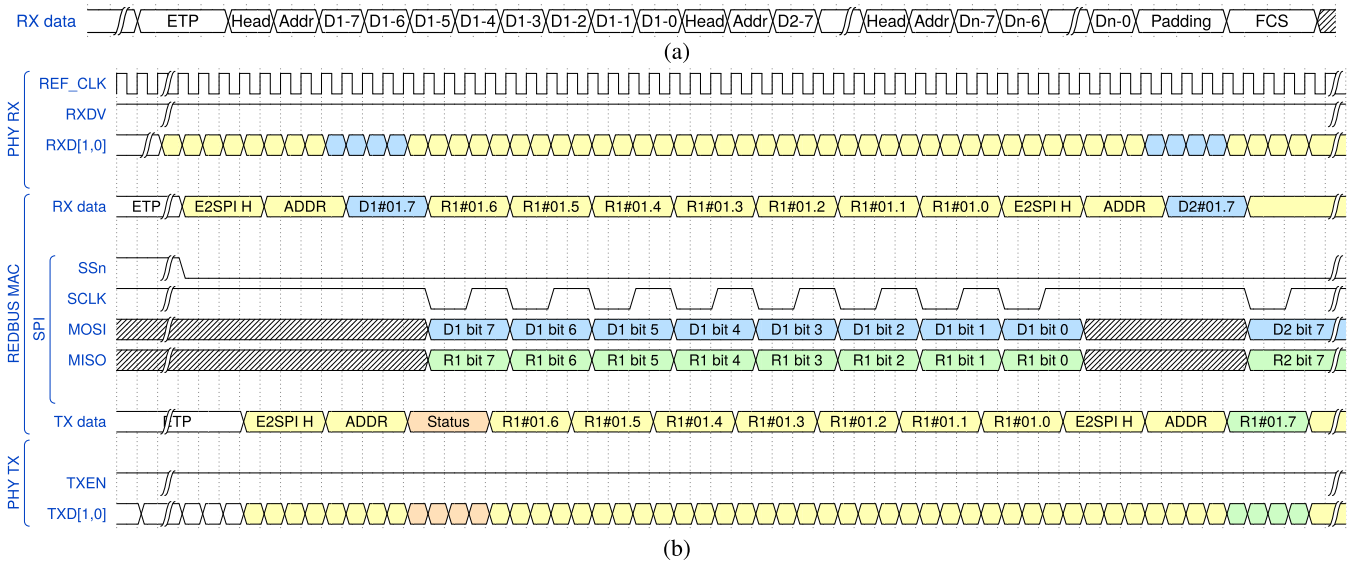 RX data ETP Head Addr D1-7 D1-6 D1-5 D1-4 D1-3 D1-2 D1-1 D1-0 Head Addr D2-7 Head Addr Dn-7 Dn-6 Dn-0 Padding FCS
(a)
PHY RX
REF_CLK
RXDV
RXD[1,0]
REDBUS MAC
RX data ETP E2SPI H ADDR D1#01.7 R1#01.6 R1#01.5 R1#01.4 R1#01.3 R1#01.2 R1#01.1 R1#01.0 E2SPI H ADDR D2#01.7
SPI
SSn
SCLK
MOSI D1 bit 7 D1 bit 6 D1 bit 5 D1 bit 4 D1 bit 3 D1 bit 2 D1 bit 1 D1 bit 0 D2 bit 7
MISO R1 bit 7 R1 bit 6 R1 bit 5 R1 bit 4 R1 bit 3 R1 bit 2 R1 bit 1 R1 bit 0 R2 bit 7
TX data ETP E2SPI H ADDR Status R1#01.6 R1#01.5 R1#01.4 R1#01.3 R1#01.2 R1#01.1 R1#01.0 E2SPI H ADDR R1#01.7
PHY TX
TXEN
TXD[1,0]
(b)